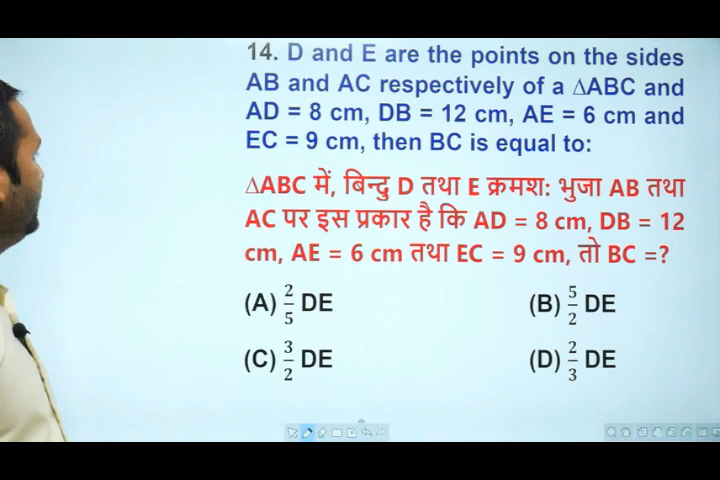 14. D and E are the points on the sides
AB and AC respectively of a ∆ABC and
AD = 8 cm, DB = 12 cm, AE = 6 cm and
EC = 9 cm, then BC is equal to:
∆ABC में, बिन्दु D तथा E क्रमश: भुजा AB तथा
AC पर इस प्रकार है कि AD = 8 cm, DB = 12
cm, AE = 6 cm तथा EC = 9 cm, तो BC =?
(A) 2/5 DE (B) 5/2 DE
(C) 3/2 DE (D) 2/3 DE